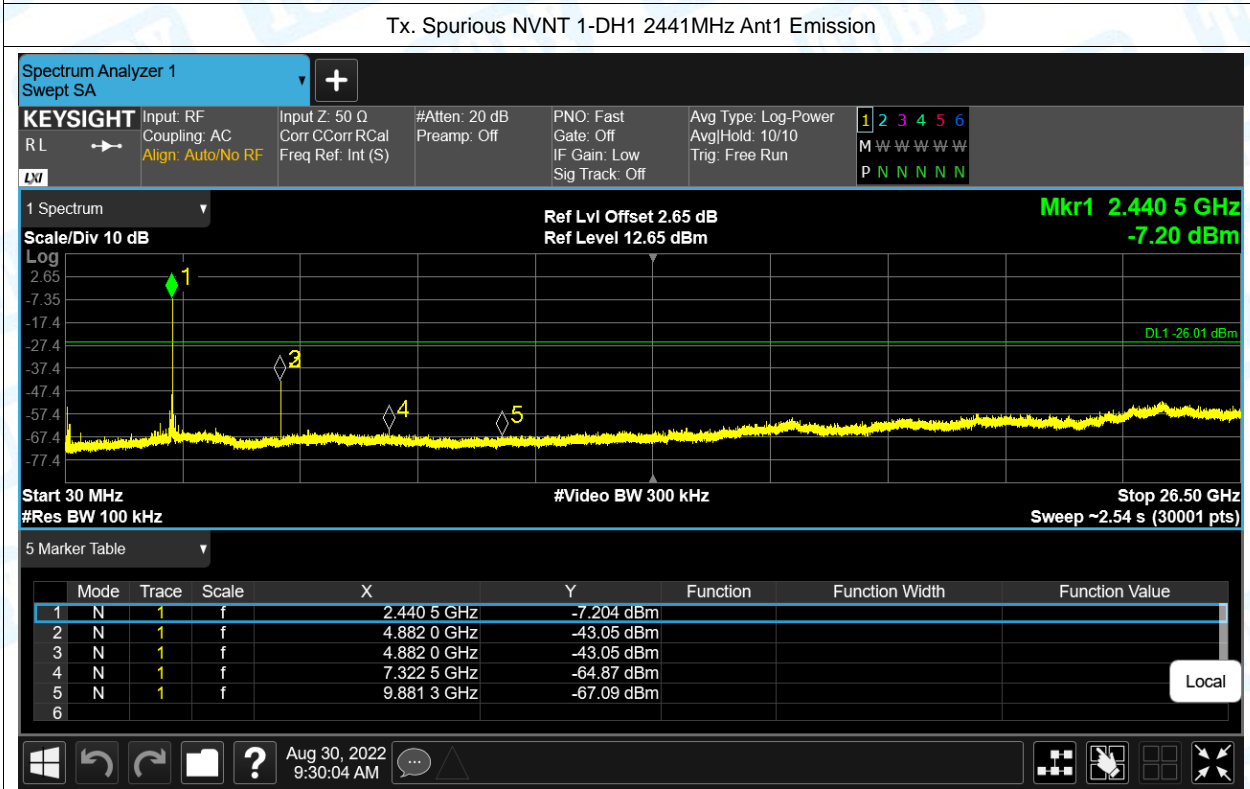 Tx. Spurious NVNT 1-DH1 2441MHz Ant1 Emission
Spectrum Analyzer 1
Swept SA
KEYSIGHT
RL
LXI
Input: RF
Coupling: AC
Align: Auto/No RF
Input Z: 50 Ω
Corr CCorr RCal
Freq Ref: Int (S)
#Atten: 20 dB
Preamp: Off
PNO: Fast
Gate: Off
IF Gain: Low
Sig Track: Off
Avg Type: Log-Power
Avg|Hold: 10/10
Trig: Free Run
1 2 3 4 5 6
M W W W W W
P N N N N N
1 Spectrum
Scale/Div 10 dB
Ref Lvl Offset 2.65 dB
Ref Level 12.65 dBm
Mkr1 2.440 5 GHz
-7.20 dBm
Log
2.65
-7.35
-17.4
-27.4
-37.4
-47.4
-57.4
-67.4
-77.4
1
3
4
5
DL1 -26.01 dBm
Start 30 MHz
#Video BW 300 kHz
Stop 26.50 GHz
#Res BW 100 kHz
Sweep ~2.54 s (30001 pts)
5 Marker Table
Mode Trace Scale X Y Function Function Width Function Value
1 N 1 f 2.440 5 GHz -7.204 dBm
2 N 1 f 4.882 0 GHz -43.05 dBm
3 N 1 f 4.882 0 GHz -43.05 dBm
4 N 1 f 7.322 5 GHz -64.87 dBm
5 N 1 f 9.881 3 GHz -67.09 dBm
6
Local
?
Aug 30, 2022
9:30:04 AM